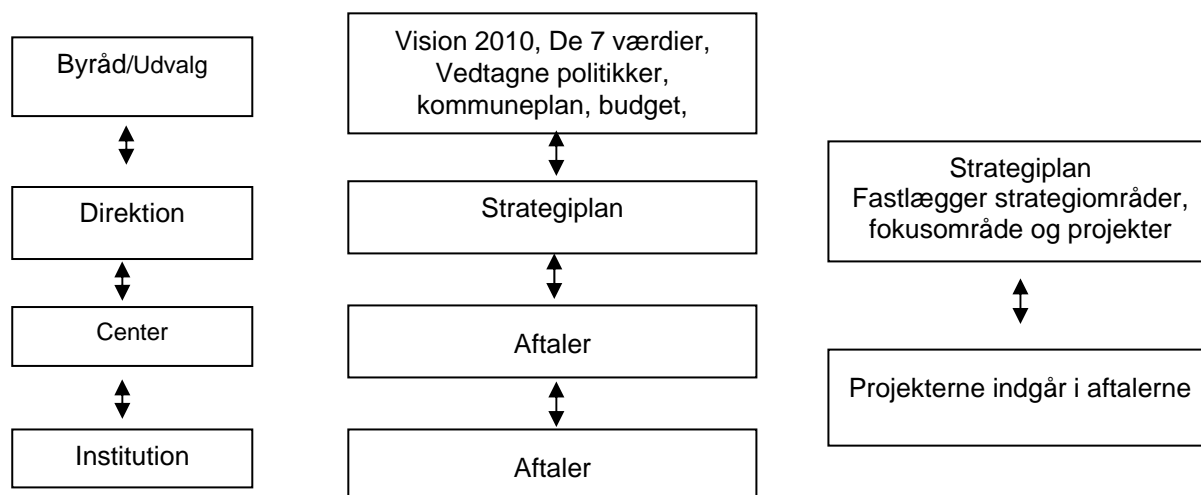 Byråd/Udvalg
Direktion
Center
Institution
Vision 2010, De 7 værdier,
Vedtagne politikker,
kommuneplan, budget,
Strategiplan
Aftaler
Aftaler
Strategiplan
Fastlægger strategiområder,
fokusområde og projekter
Projekterne indgår i aftalerne